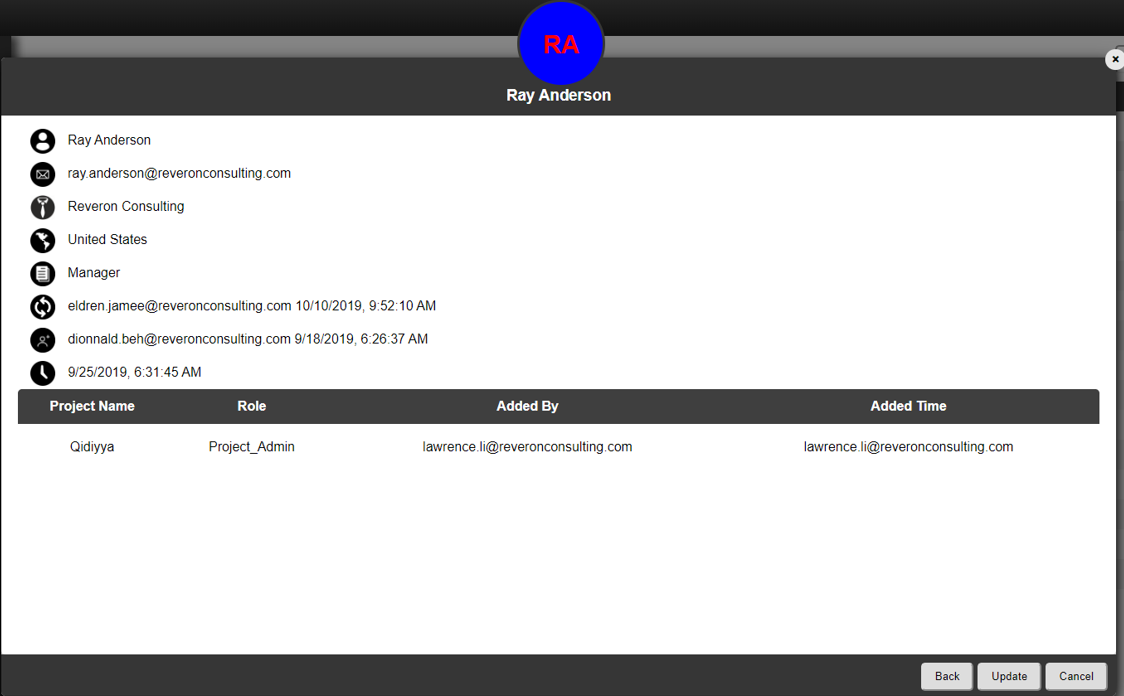 RA
Ray Anderson
Ray Anderson
ray.anderson@reveronconsulting.com
Reveron Consulting
United States
Manager
eldren.jamee@reveronconsulting.com 10/10/2019, 9:52:10 AM
dionnald.beh@reveronconsulting.com 9/18/2019, 6:26:37 AM
9/25/2019, 6:31:45 AM
Project Name Role Added By Added Time
Qidiyya Project_Admin lawrence.li@reveronconsulting.com lawrence.li@reveronconsulting.com
Back Update Cancel